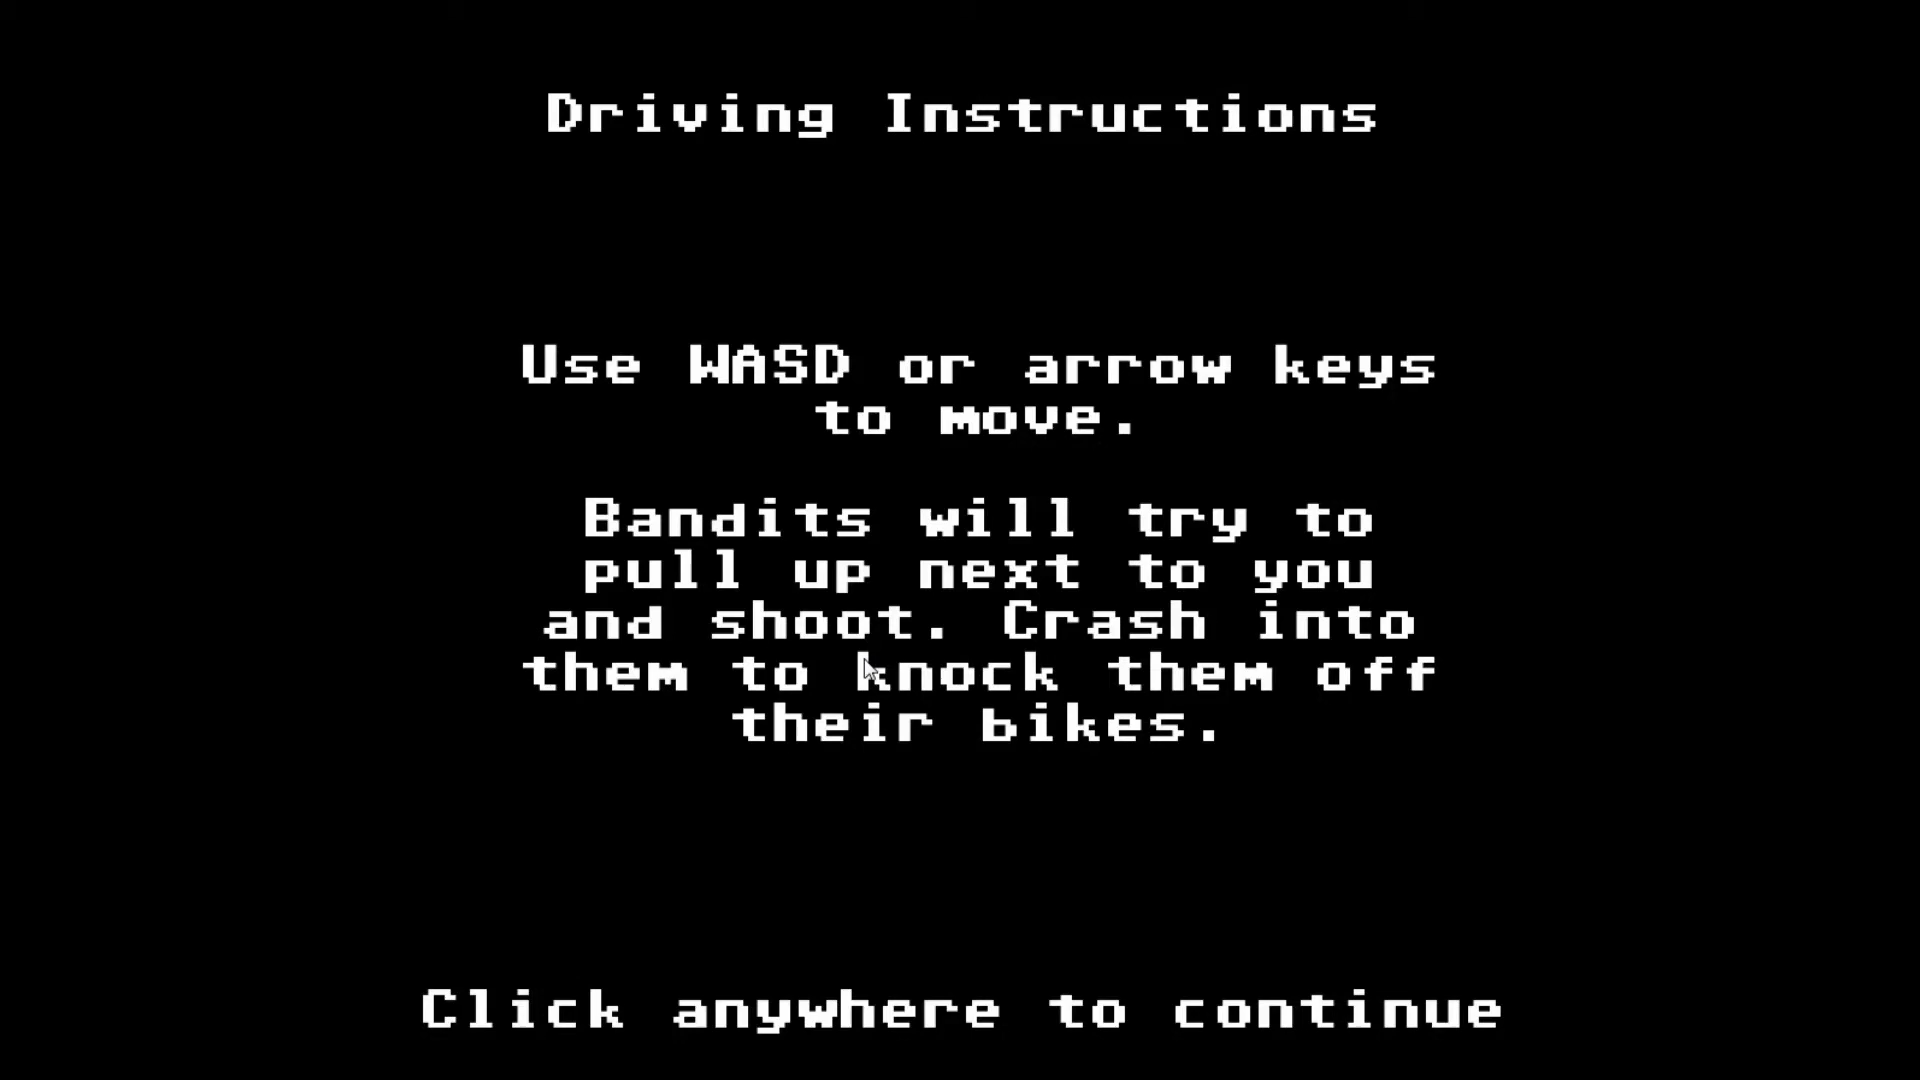 Driving Instructions
Use WASD or arrow keys
to move.
Bandits will try to
pull up next to you
and shoot. Crash into
them to knock them off
their bikes.
Click anywhere to continue